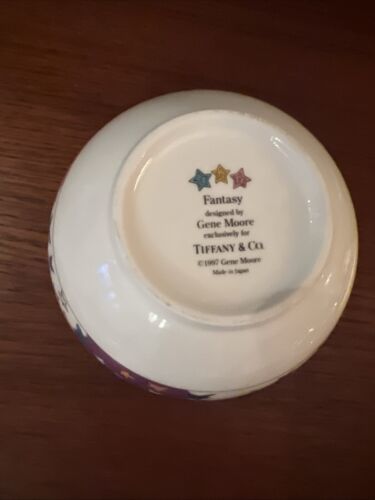 Fantasy
designed by
Gene Moore
exclusively for
TIFFANY & CO.
©1997 Gene Moore
Made in Japan